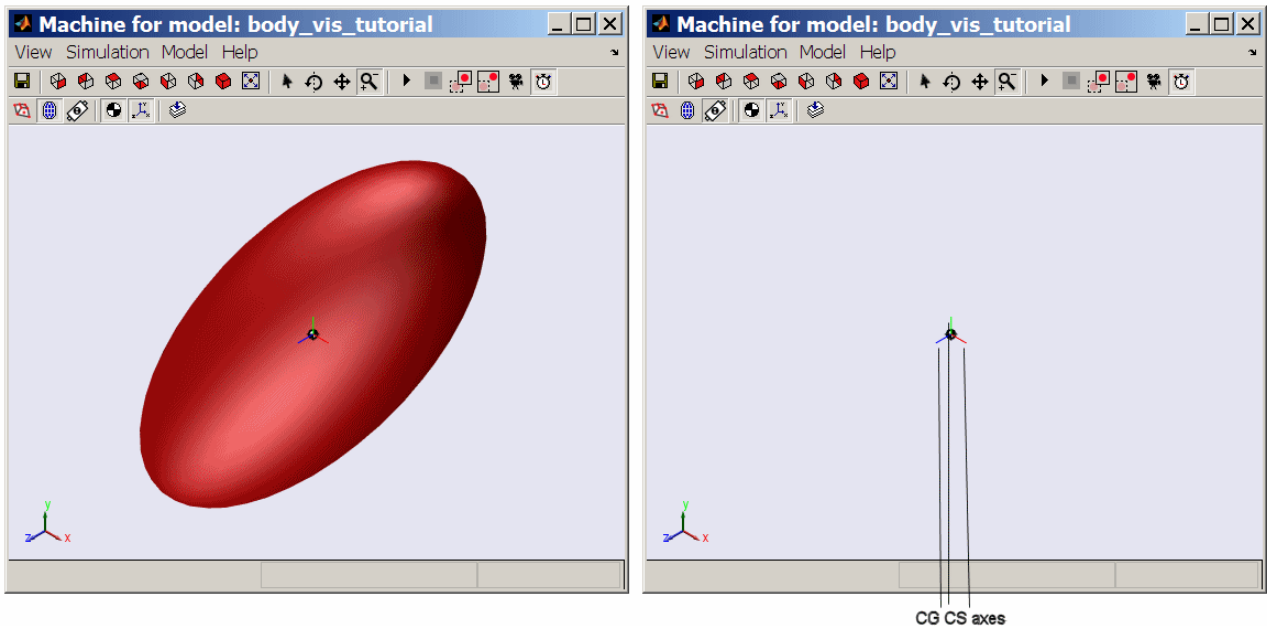 Machine for model: body_vis_tutorial
View Simulation Model Help
y
z
x
Machine for model: body_vis_tutorial
View Simulation Model Help
y
z
x
CG CS axes